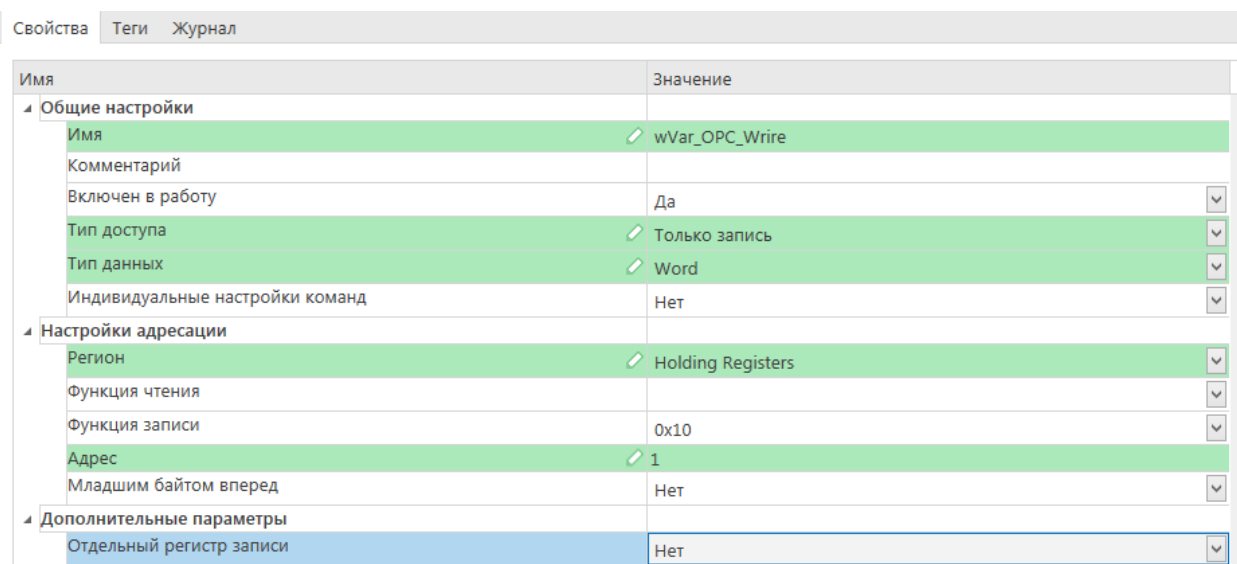 Свойства Теги Журнал
Имя Значение
Общие настройки
Имя wVar_OPC_Wrire
Комментарий
Включен в работу Да
Тип доступа Только запись
Тип данных Word
Индивидуальные настройки команд Нет
Настройки адресации
Регион Holding Registers
Функция чтения
Функция записи 0x10
Адрес 1
Младшим байтом вперед Нет
Дополнительные параметры
Отдельный регистр записи Нет